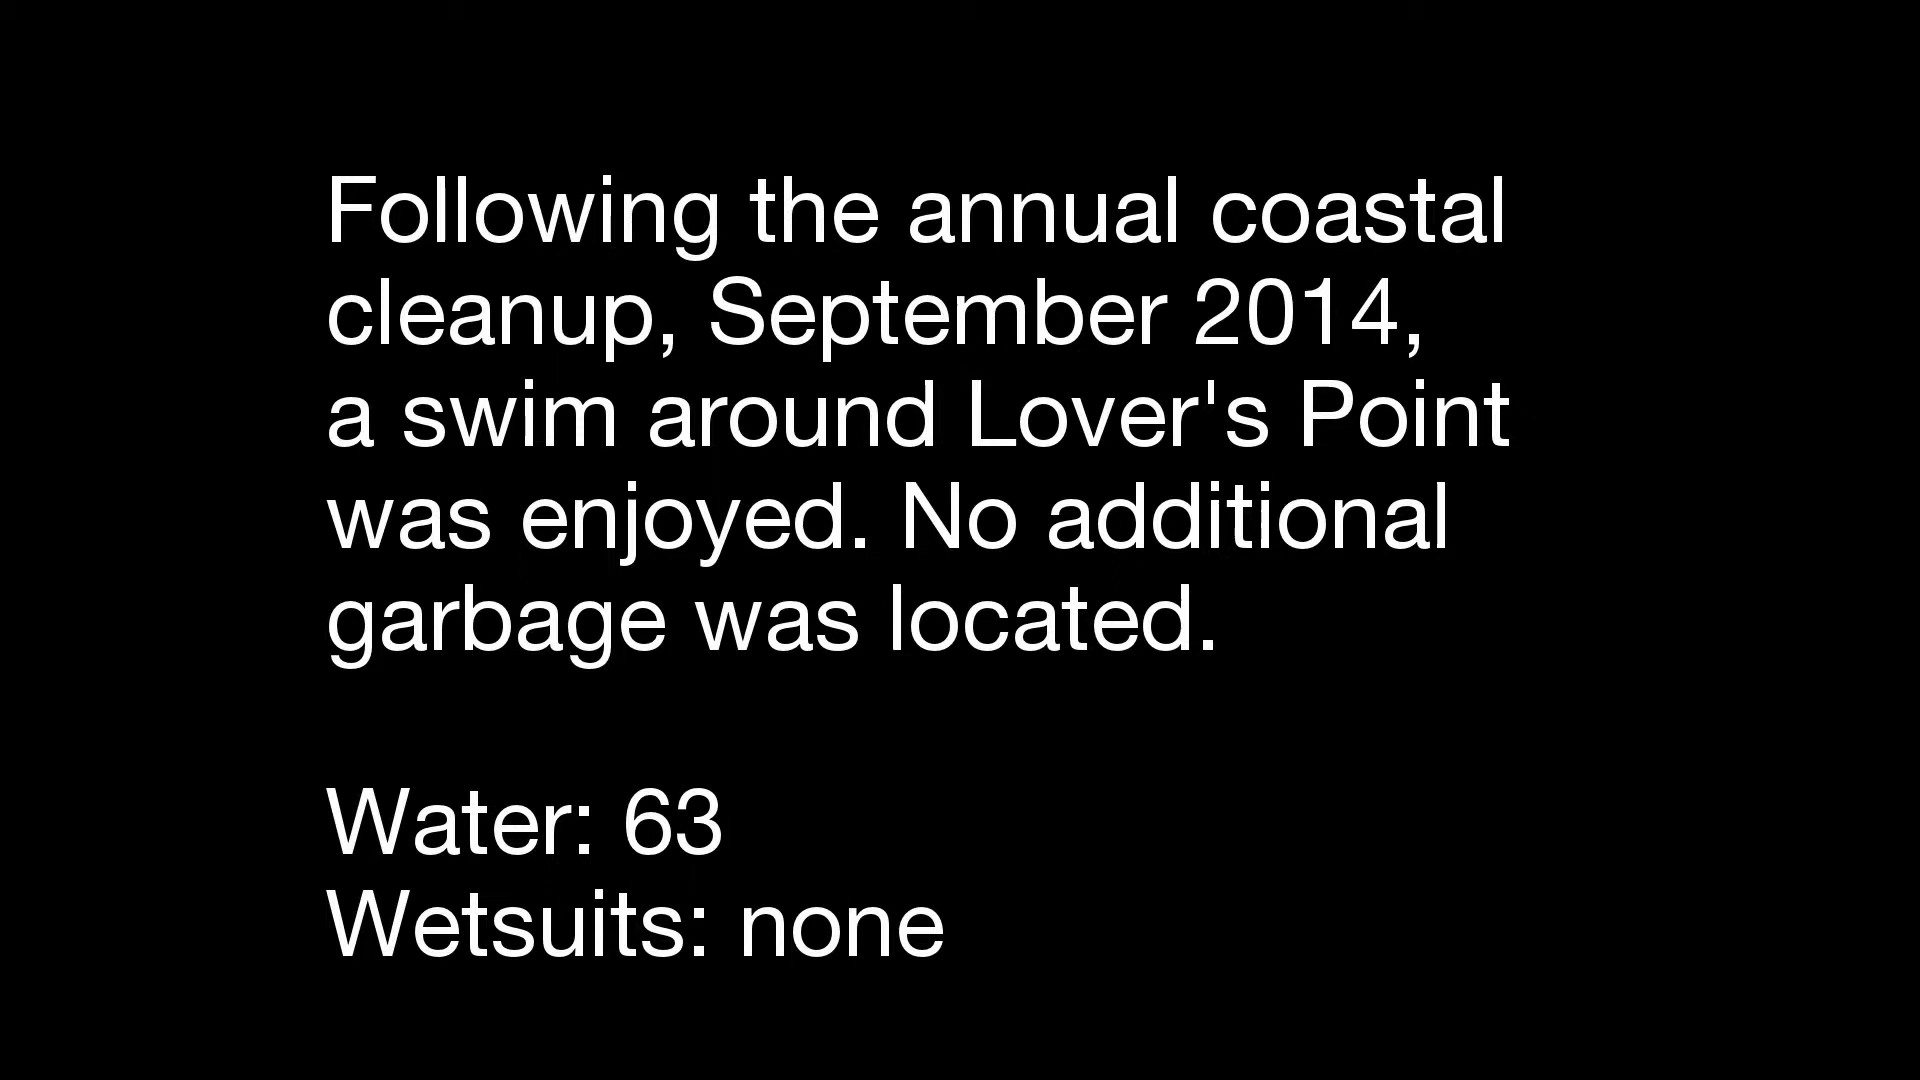 Following the annual coastal
cleanup, September 2014,
a swim around Lover's Point
was enjoyed. No additional
garbage was located.
Water: 63
Wetsuits: none